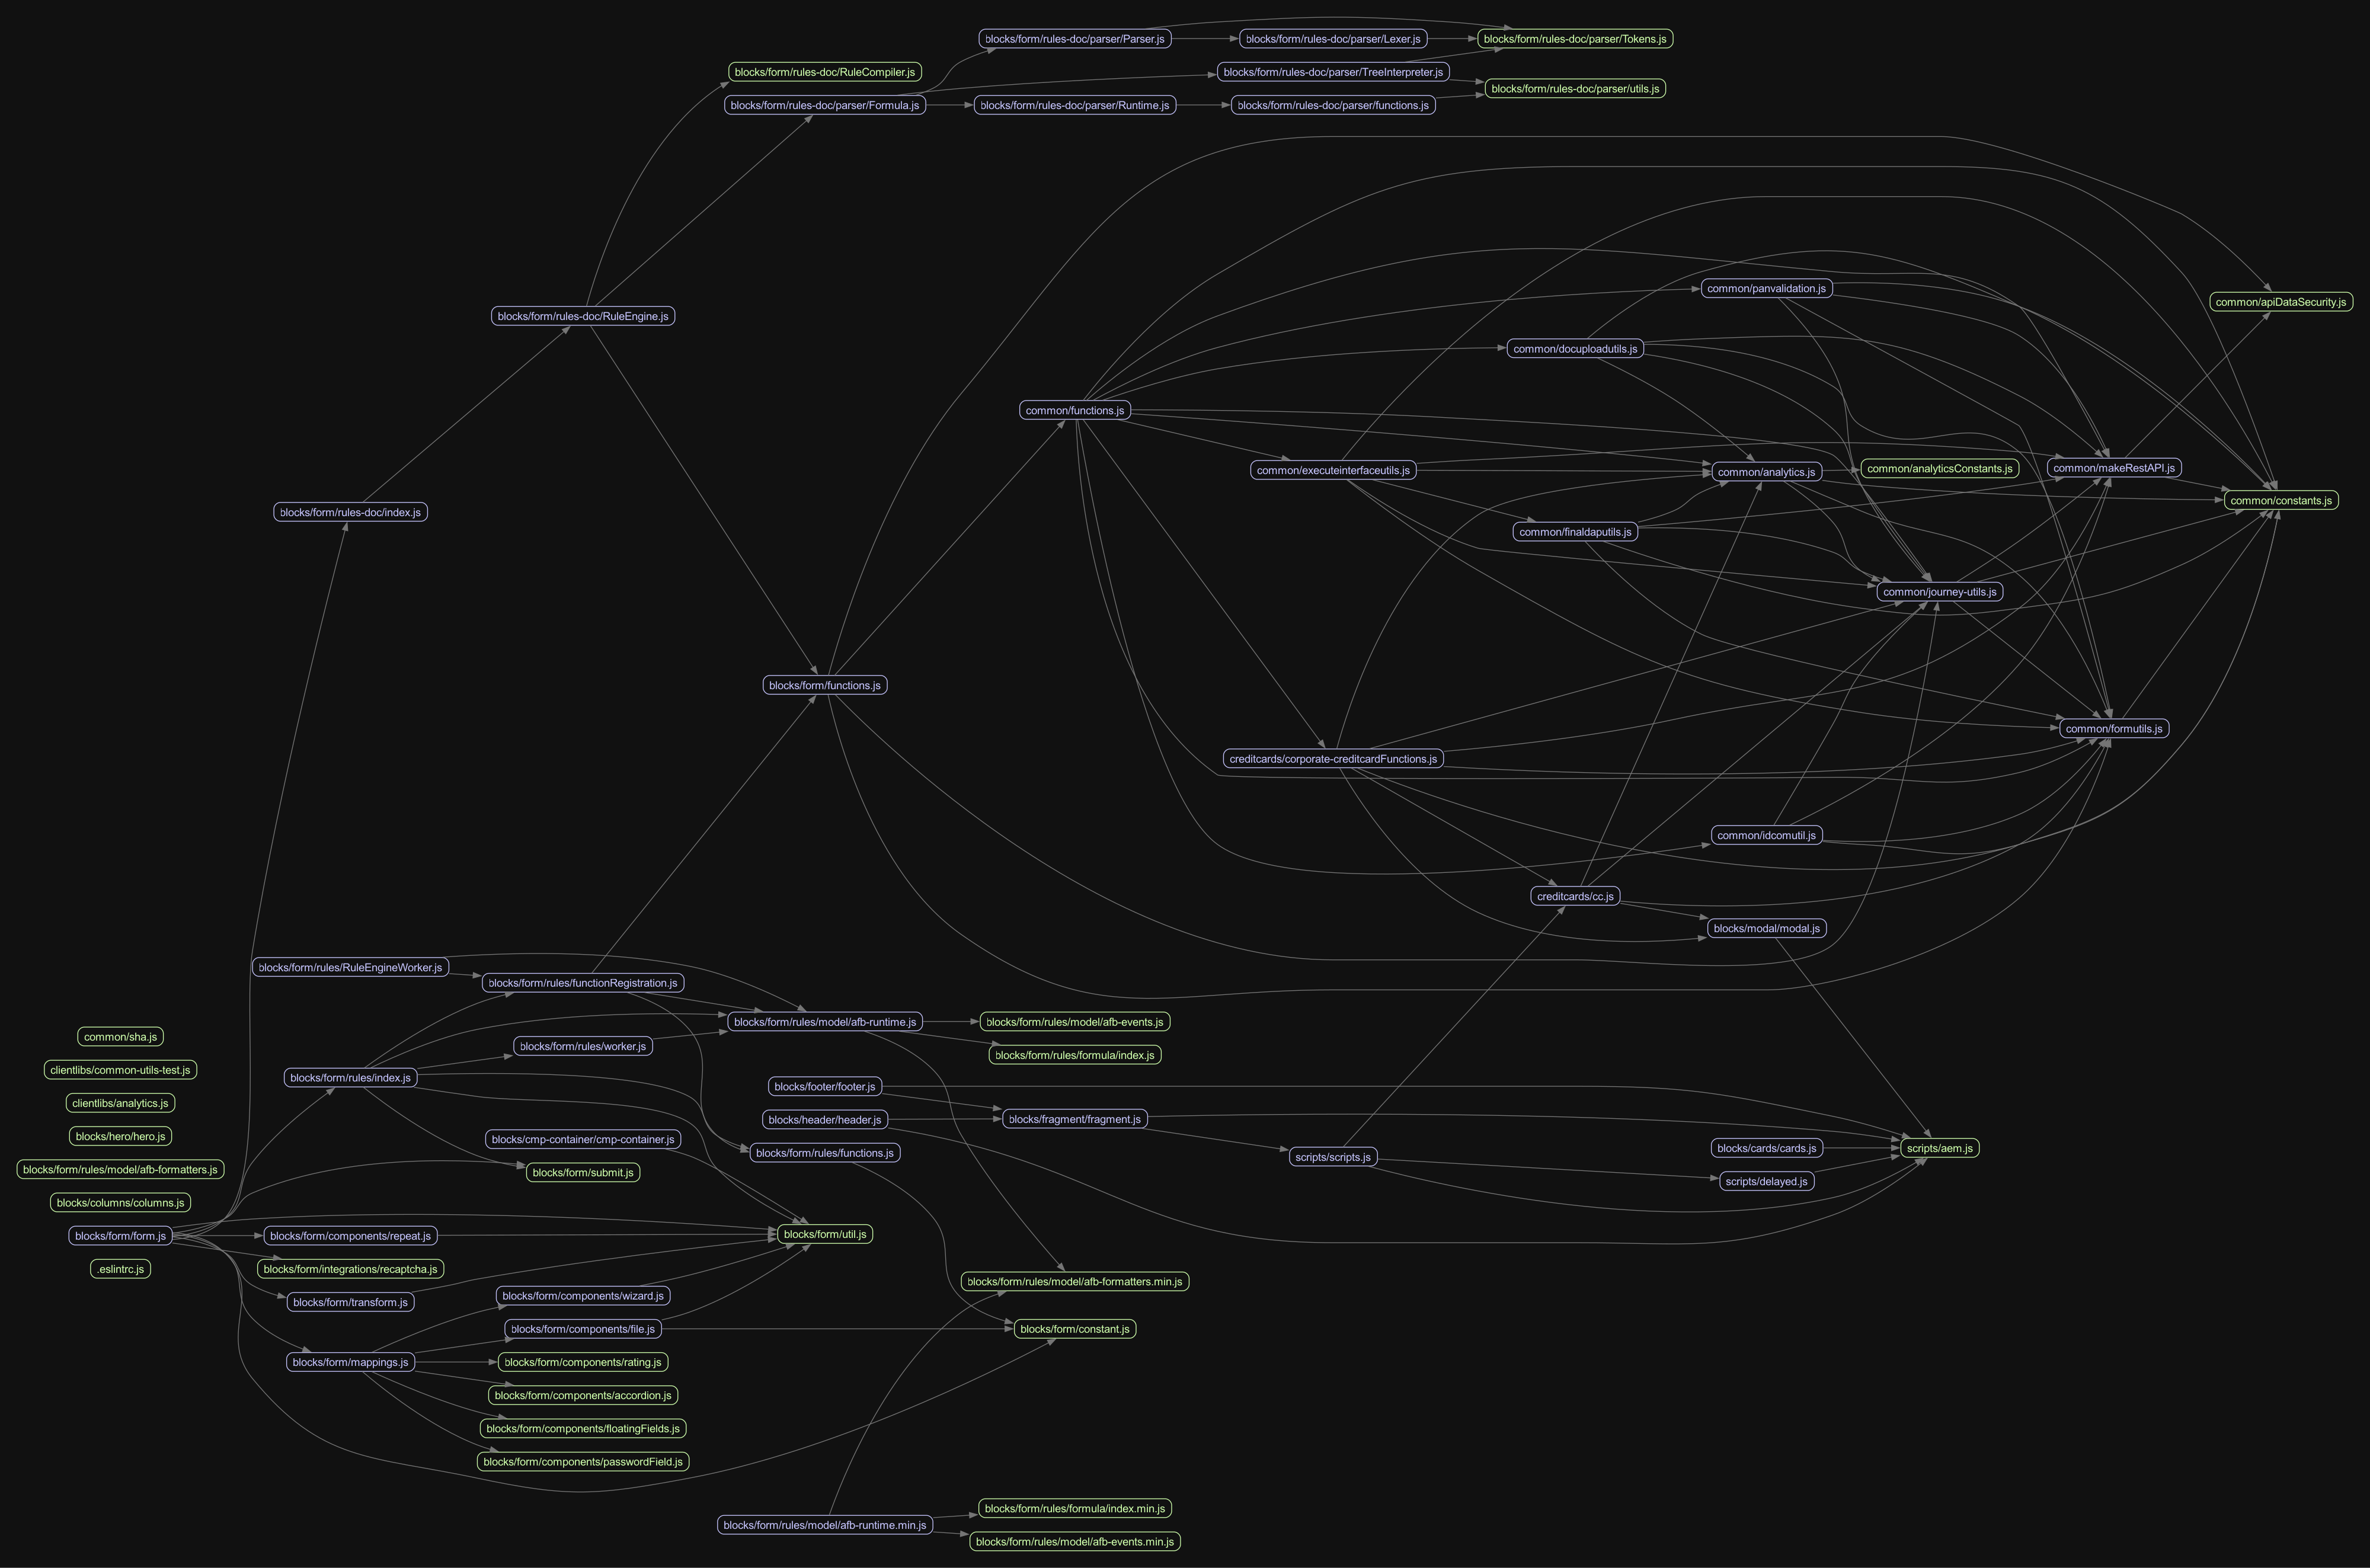 blocks/form/rules-doc/parser/Parser.js
blocks/form/rules-doc/parser/Lexer.js
blocks/form/rules-doc/parser/Tokens.js
blocks/form/rules-doc/RuleCompiler.js
blocks/form/rules-doc/parser/TreeInterpreter.js
blocks/form/rules-doc/parser/utils.js
blocks/form/rules-doc/parser/Formula.js
blocks/form/rules-doc/parser/Runtime.js
blocks/form/rules-doc/parser/functions.js
common/panvalidation.js
common/apiDataSecurity.js
blocks/form/rules-doc/RuleEngine.js
common/docuploadutils.js
common/functions.js
common/executeinterfaceutils.js
common/analytics.js
common/analyticsConstants.js
common/makeRestAPI.js
common/constants.js
blocks/form/rules-doc/index.js
common/finaldaputils.js
common/journey-utils.js
blocks/form/functions.js
common/formutils.js
creditcards/corporate-creditcardFunctions.js
common/idcomutil.js
creditcards/cc.js
blocks/modal/modal.js
blocks/form/rules/RuleEngineWorker.js
blocks/form/rules/functionRegistration.js
blocks/form/rules/model/afb-runtime.js
blocks/form/rules/model/afb-events.js
common/sha.js
blocks/form/rules/worker.js
blocks/form/rules/formula/index.js
clientlibs/common-utils-test.js
blocks/form/rules/index.js
blocks/footer/footer.js
clientlibs/analytics.js
blocks/header/header.js
blocks/fragment/fragment.js
blocks/hero/hero.js
blocks/cmp-container/cmp-container.js
blocks/form/rules/functions.js
scripts/scripts.js
blocks/cards/cards.js
scripts/aem.js
blocks/form/rules/model/afb-formatters.js
blocks/form/submit.js
scripts/delayed.js
blocks/columns/columns.js
blocks/form/form.js
blocks/form/components/repeat.js
blocks/form/util.js
.eslintrc.js
blocks/form/integrations/recaptcha.js
blocks/form/rules/model/afb-formatters.min.js
blocks/form/transform.js
blocks/form/components/wizard.js
blocks/form/components/file.js
blocks/form/constant.js
blocks/form/mappings.js
blocks/form/components/rating.js
blocks/form/components/accordion.js
blocks/form/components/floatingFields.js
blocks/form/components/passwordField.js
blocks/form/rules/formula/index.min.js
blocks/form/rules/model/afb-runtime.min.js
blocks/form/rules/model/afb-events.min.js